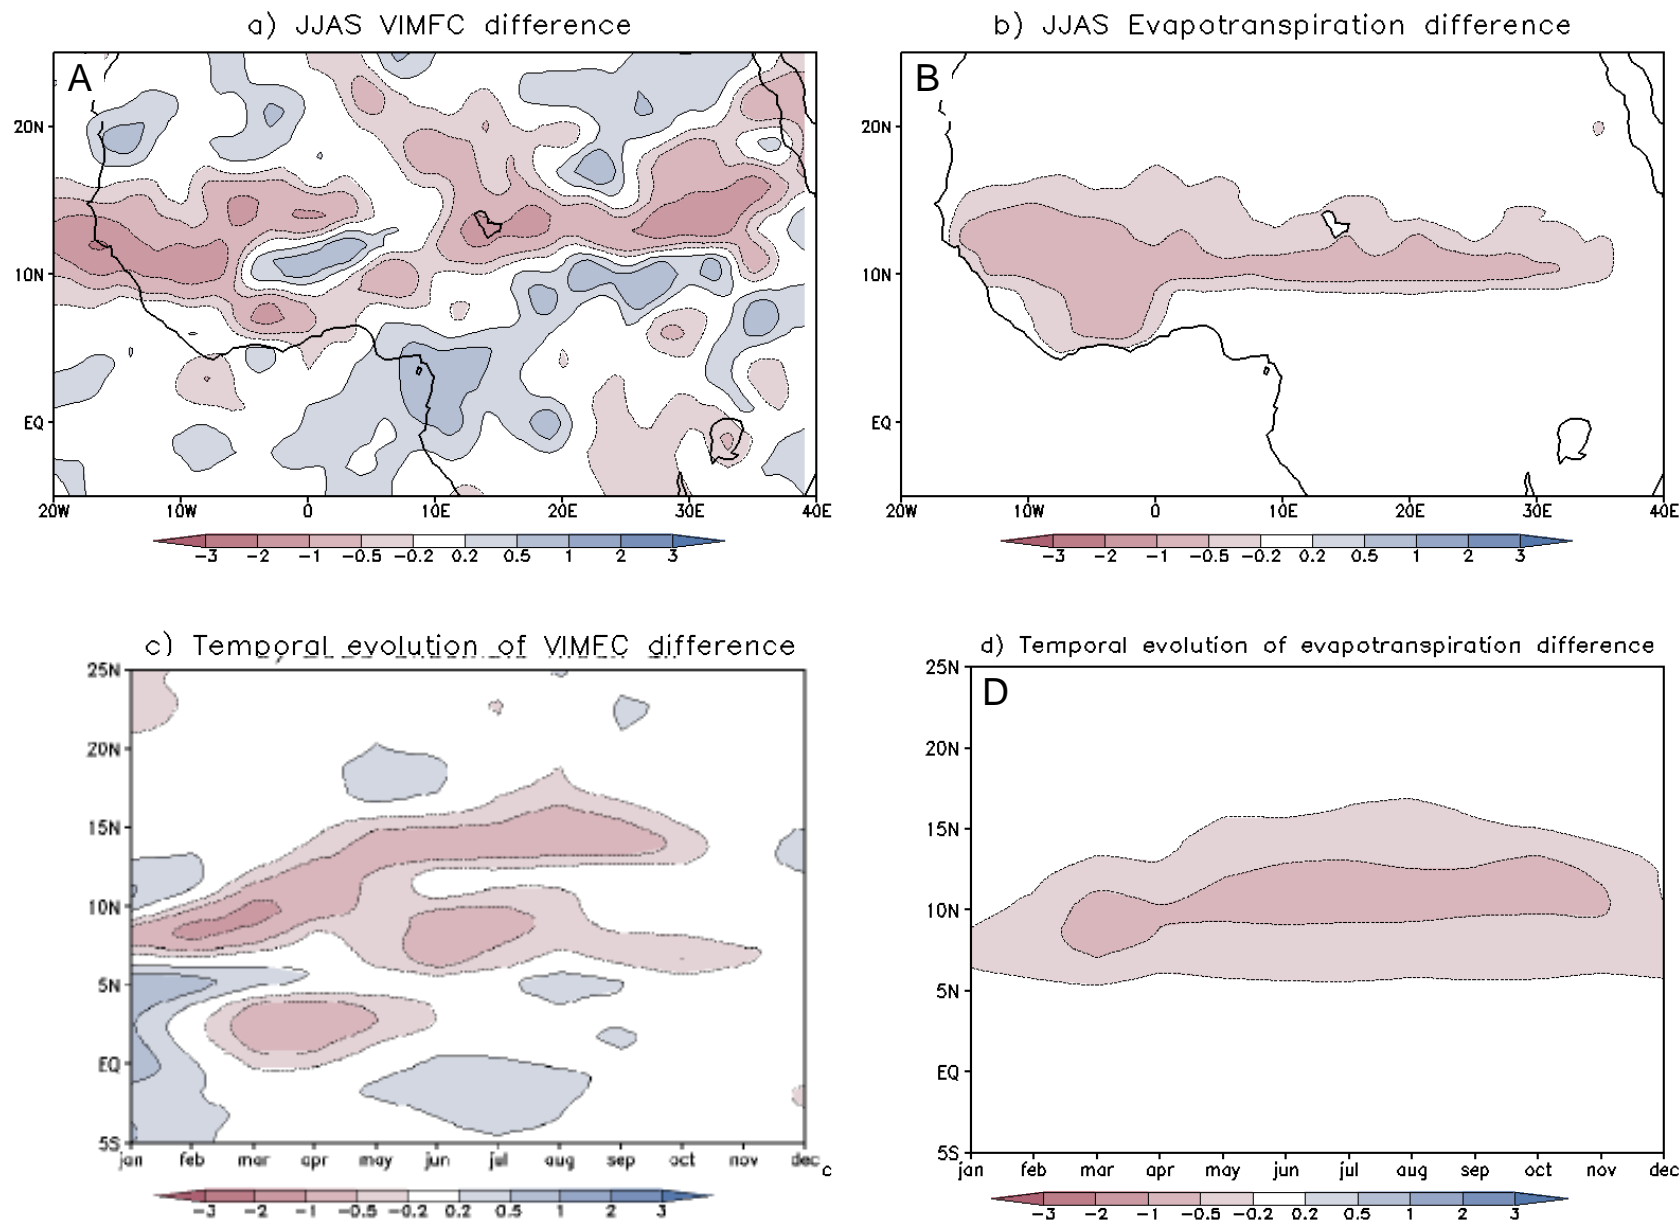 a) JJAS VIMFC difference
b) JJAS Evapotranspiration difference
A
B
20N
10N
EQ
20W 10W 0 10E 20E 30E 40E
-3 -2 -1 -0.5 -0.2 0.2 0.5 1 2 3
20N
10N
EQ
20W 10W 0 10E 20E 30E 40E
-3 -2 -1 -0.5 -0.2 0.2 0.5 1 2 3
c) Temporal evolution of VIMFC difference
25N
20N
15N
10N
5N
EQ
5S
jan feb mar apr may jun jul aug sep oct nov dec
c
-3 -2 -1 -0.5 -0.2 0.2 0.5 1 2 3
d) Temporal evolution of evapotranspiration difference
D
25N
20N
15N
10N
5N
EQ
5S
jan feb mar apr may jun jul aug sep oct nov dec
-3 -2 -1 -0.5 -0.2 0.2 0.5 1 2 3